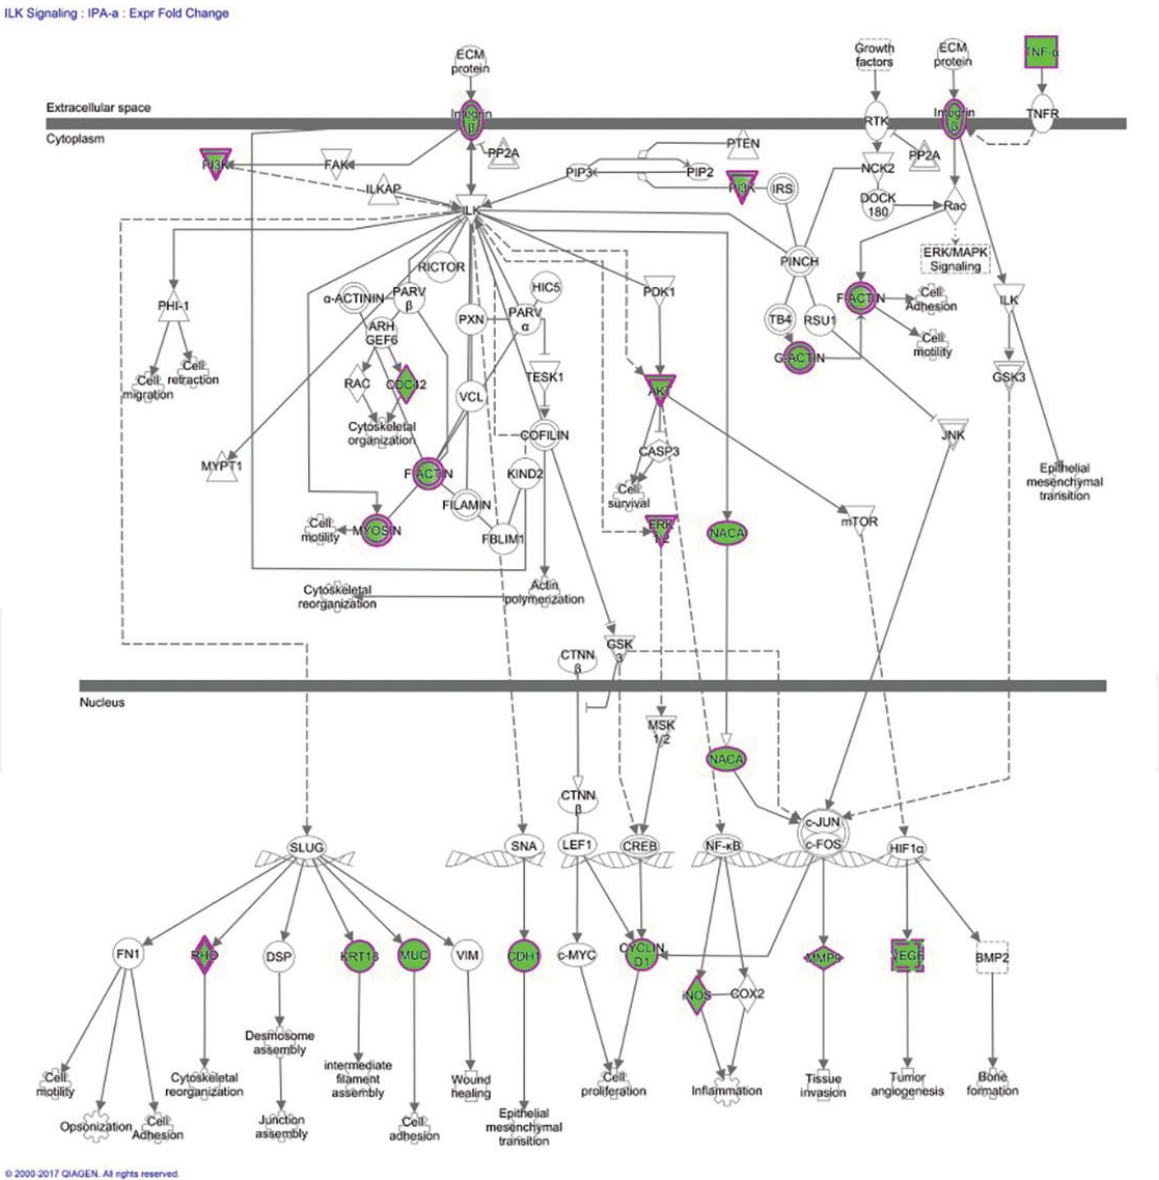 ILK Signaling : IPA-a : Expr Fold Change
ECM
protein
Growth
factors
ECM
protein
TNF-α
Extracellular space
Integrin
β
RTK
Integrin
β
TNFR
Cytoplasm
PI3K
FAK
PP2A
PTEN
PP2A
NCK2
ILKAP
PIP3
PIP2
PI3K
IRS
DOCK
180
Rac
ILK
ERK/MAPK
Signaling
RICTOR
PINCH
HIC5
PDK1
PHI-1
α-ACTININ
PARV
β
PXN
PARV
α
F-ACTIN
Cell
Adhesion
ILK
ARH
GEF6
TB4
RSU1
Cell
motility
G-ACTIN
Cell
migration
Cell
retraction
RAC
CDC42
TESK1
AKT
GSK3
VCL
Cytoskeletal
organization
COFILIN
JNK
CASP3
MYPT1
F-ACTIN
KIND2
Epithelial
mesenchymal
transition
Cell
survival
FILAMIN
Cell
motility
MYOSIN
FBLIM1
ERK
1/2
NACA
mTOR
Cytoskeletal
reorganization
Actin
polymerization
CTNN
β
GSK
3
Nucleus
MSK
1/2
NACA
CTNN
β
c-JUN
c-FOS
SLUG
SNA
LEF1
CREB
NF-κB
HIF1α
FN1
RHO
DSP
KRT18
MUC
VIM
CDH1
c-MYC
CYCLIN
D1
iNOS
COX2
MMP9
VEGF
BMP2
Desmosome
assembly
Cell
motility
Cytoskeletal
reorganization
intermediate
filament
assembly
Wound
healing
Cell
proliferation
Inflammation
Tissue
invasion
Tumor
angiogenesis
Bone
formation
Opsonization
Cell
Adhesion
Junction
assembly
Cell
adhesion
Epithelial
mesenchymal
transition
© 2000-2017 QIAGEN. All rights reserved.